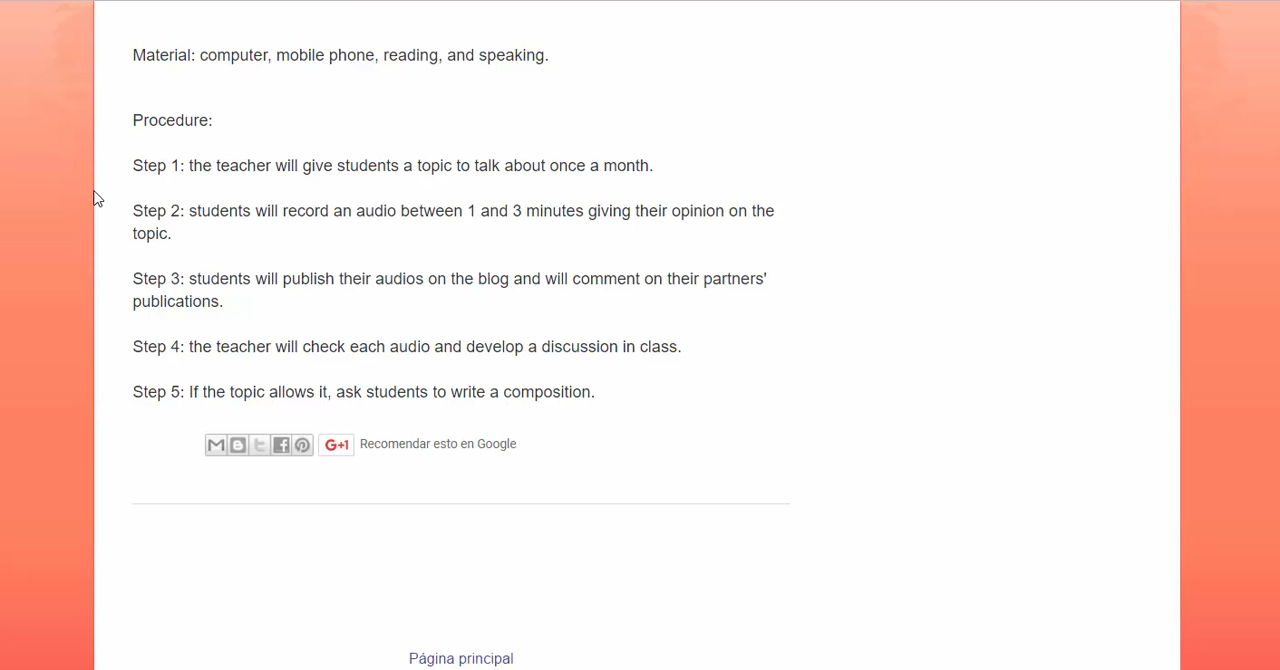 Material: computer, mobile phone, reading, and speaking.
Procedure:
Step 1: the teacher will give students a topic to talk about once a month.
Step 2: students will record an audio between 1 and 3 minutes giving their opinion on the
topic.
Step 3: students will publish their audios on the blog and will comment on their partners'
publications.
Step 4: the teacher will check each audio and develop a discussion in class.
Step 5: If the topic allows it, ask students to write a composition.
G+1 Recomendar esto en Google
Página principal